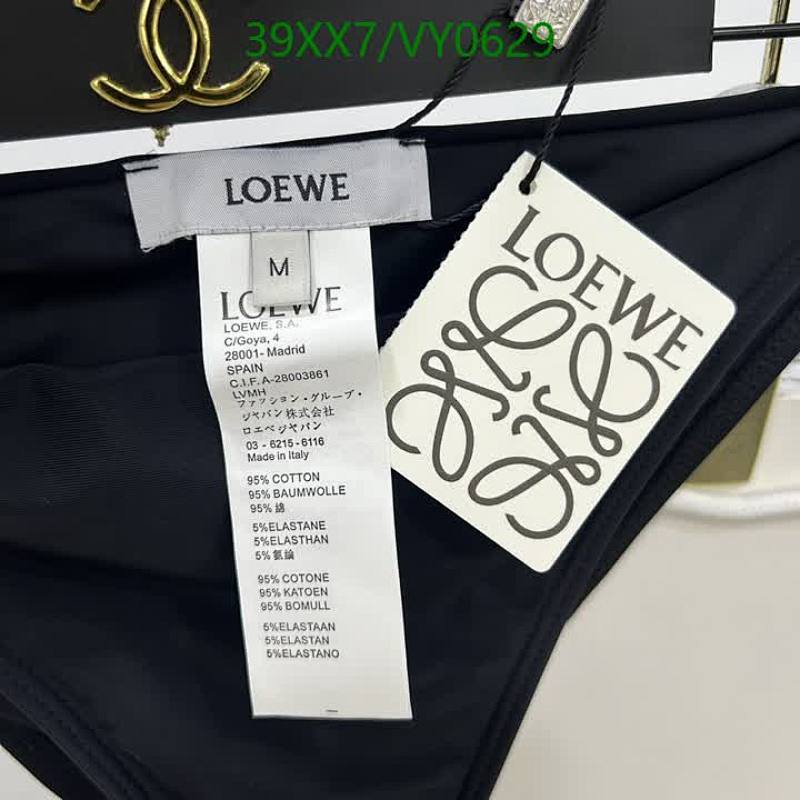 39XX7/VY0629
LOEWE
M
LOEWE
LOEWE, S.A.
C/Goya, 4
28001- Madrid
SPAIN
C.I.F. A-28003861
LVMH
ファッション・グループ・
ジャパン株式会社
ロエベジャパン
03 - 6215-6116
Made in Italy
95% COTTON
95% BAUMWOLLE
95% 綿
5%ELASTANE
5%ELASTHAN
5%
95% COTONE
95% KATOEN
95% BOMULL
5%ELASTAAN
5%ELASTAN
5%ELASTANO
LOEWE